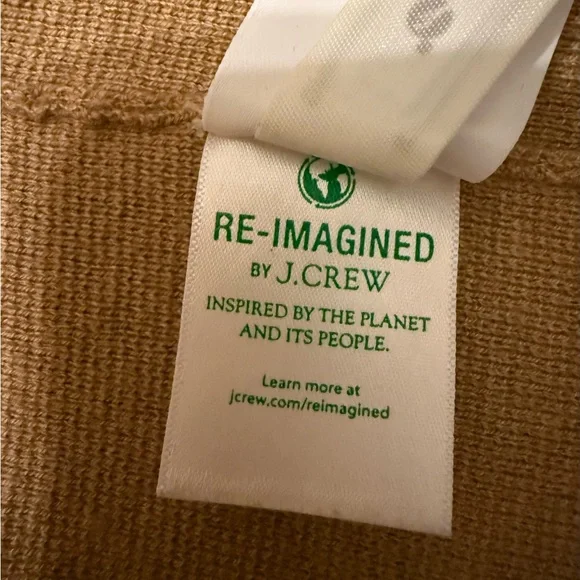 RE-IMAGINED
BY J.CREW
INSPIRED BY THE PLANET
AND ITS PEOPLE.
Learn more at
jcrew.com/reimagined